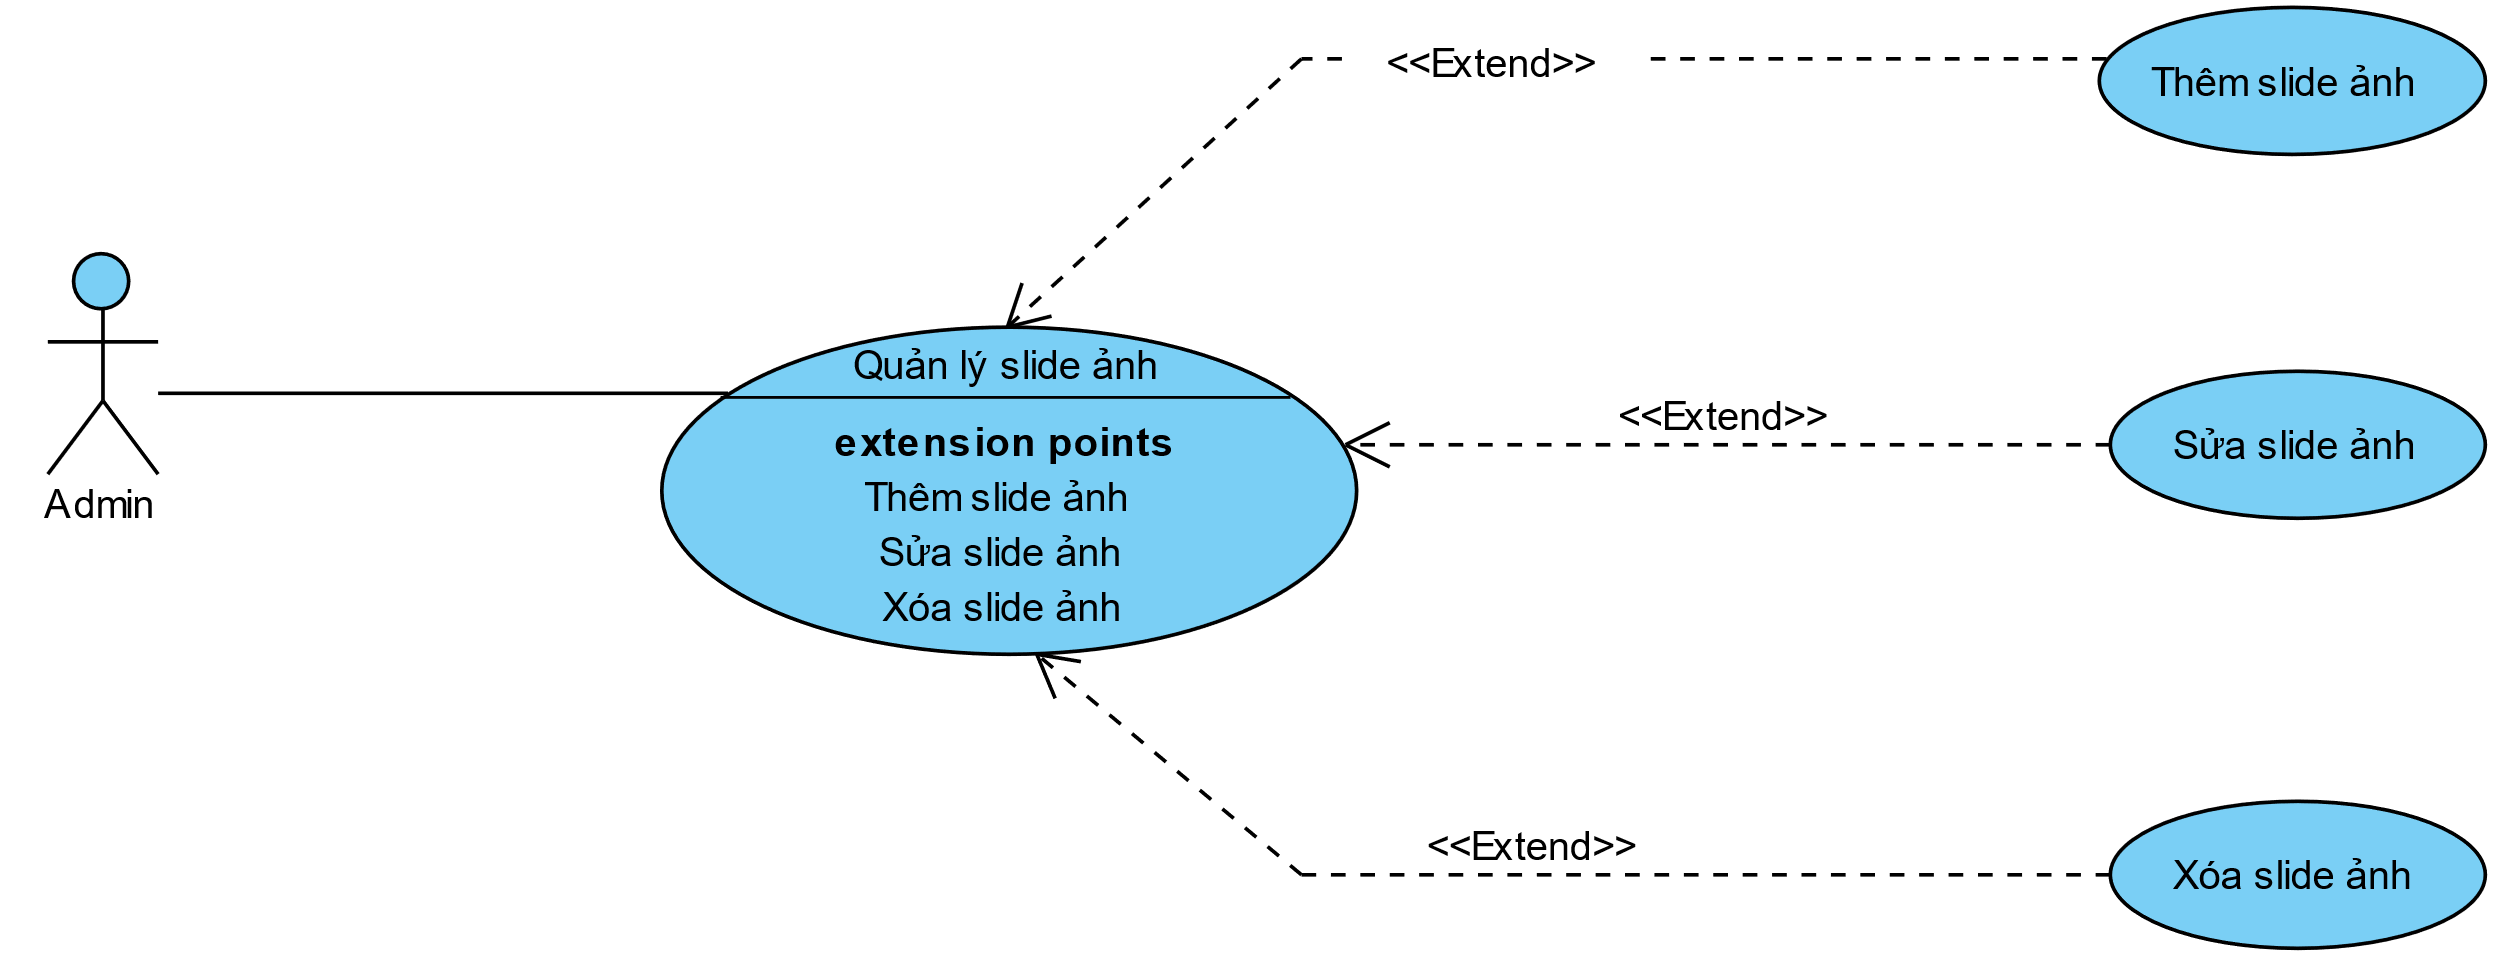 <<Extend>>
Thêm slide ảnh
Admin
Quản lý slide ảnh
extension points
Thêm slide ảnh
Sửa slide ảnh
Xóa slide ảnh
<<Extend>>
Sửa slide ảnh
<<Extend>>
Xóa slide ảnh